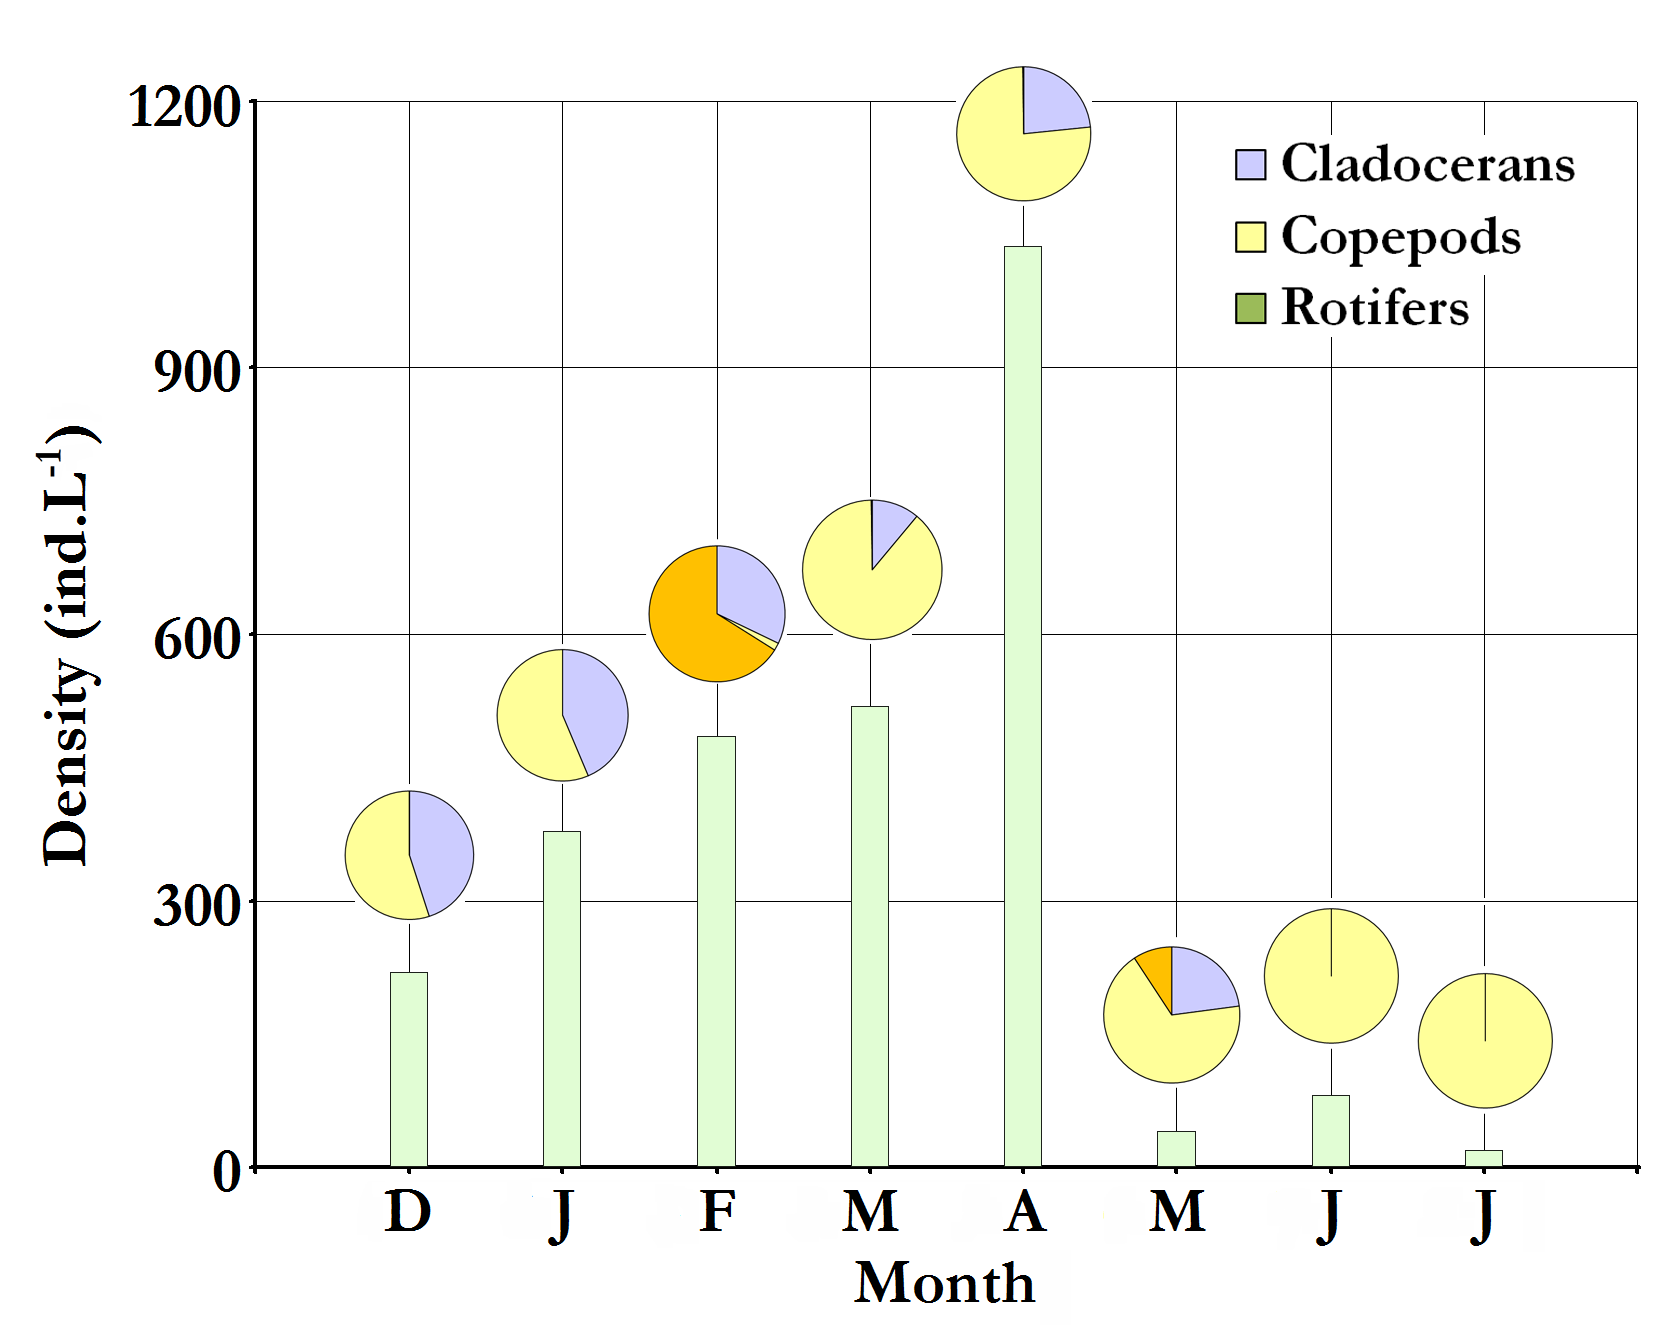 1200
900
600
300
0
Density (ind.L-1)
Cladocerans
Copepods
Rotifers
D J F M A M J J
Month